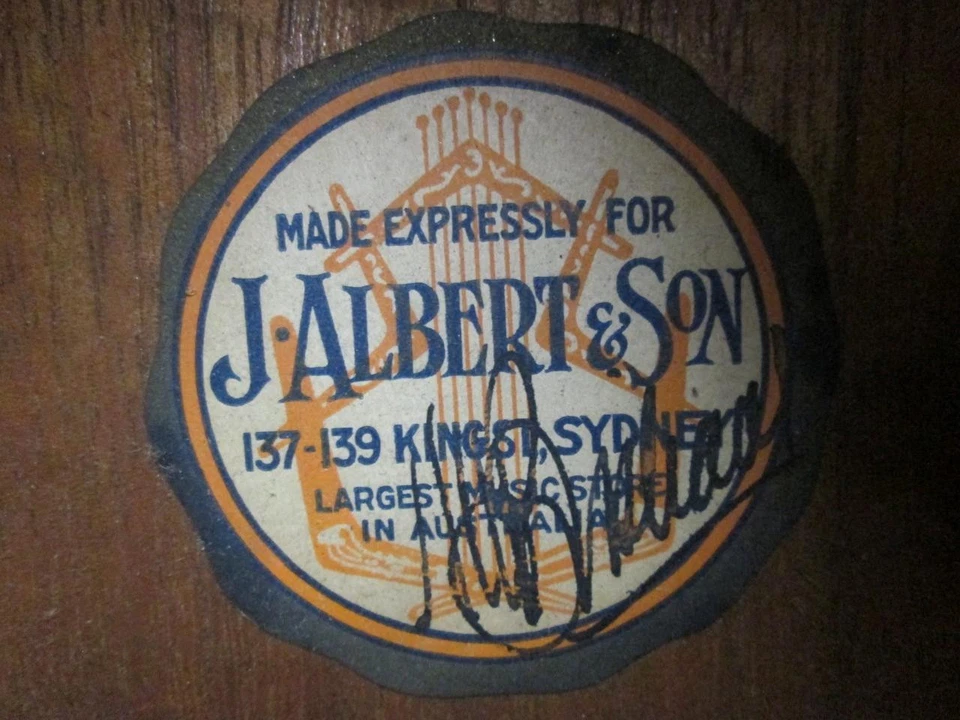 MADE EXPRESSLY FOR
J. ALBERT & SON
137-139 KING ST, SYDNEY
LARGEST MUSIC STORE
IN AUSTRALIA